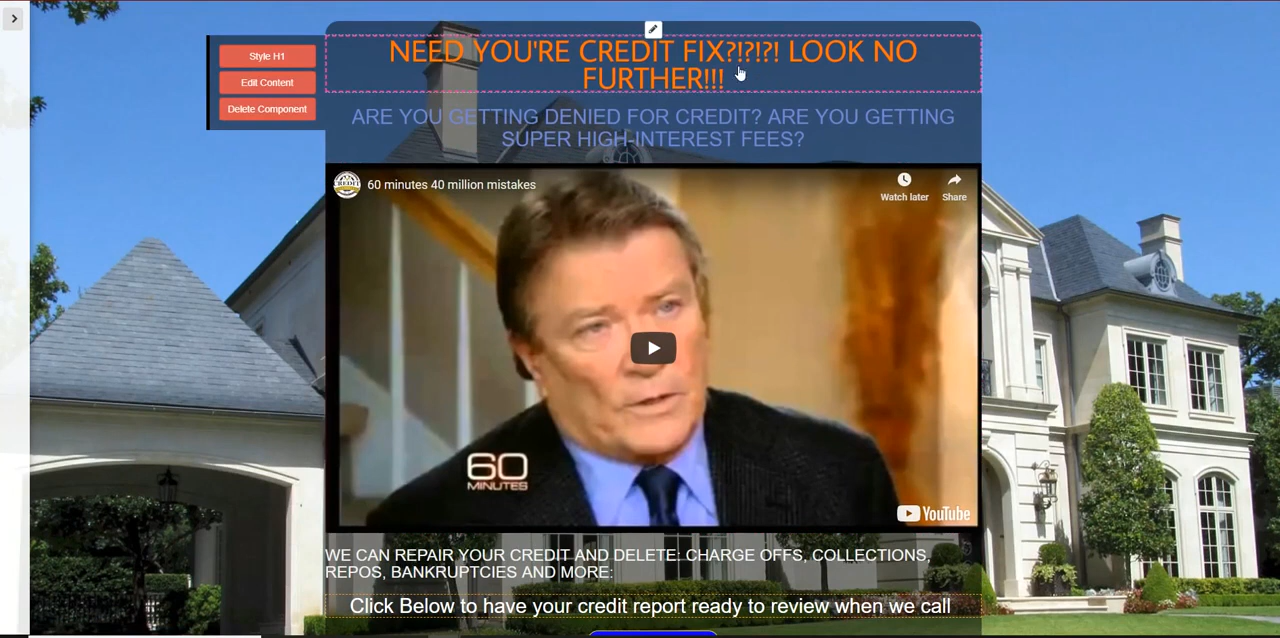 Style H1
Edit Content
Delete Component
NEED YOU'RE CREDIT FIX?!?!?! LOOK NO
FURTHER!!!
ARE YOU GETTING DENIED FOR CREDIT? ARE YOU GETTING
SUPER HIGH-INTEREST FEES?
CREDIT
60 minutes 40 million mistakes
Watch later
Share
60
MINUTES
YouTube
WE CAN REPAIR YOUR CREDIT AND DELETE: CHARGE OFFS, COLLECTIONS,
REPOS, BANKRUPTCIES AND MORE:
Click Below to have your credit report ready to review when we call